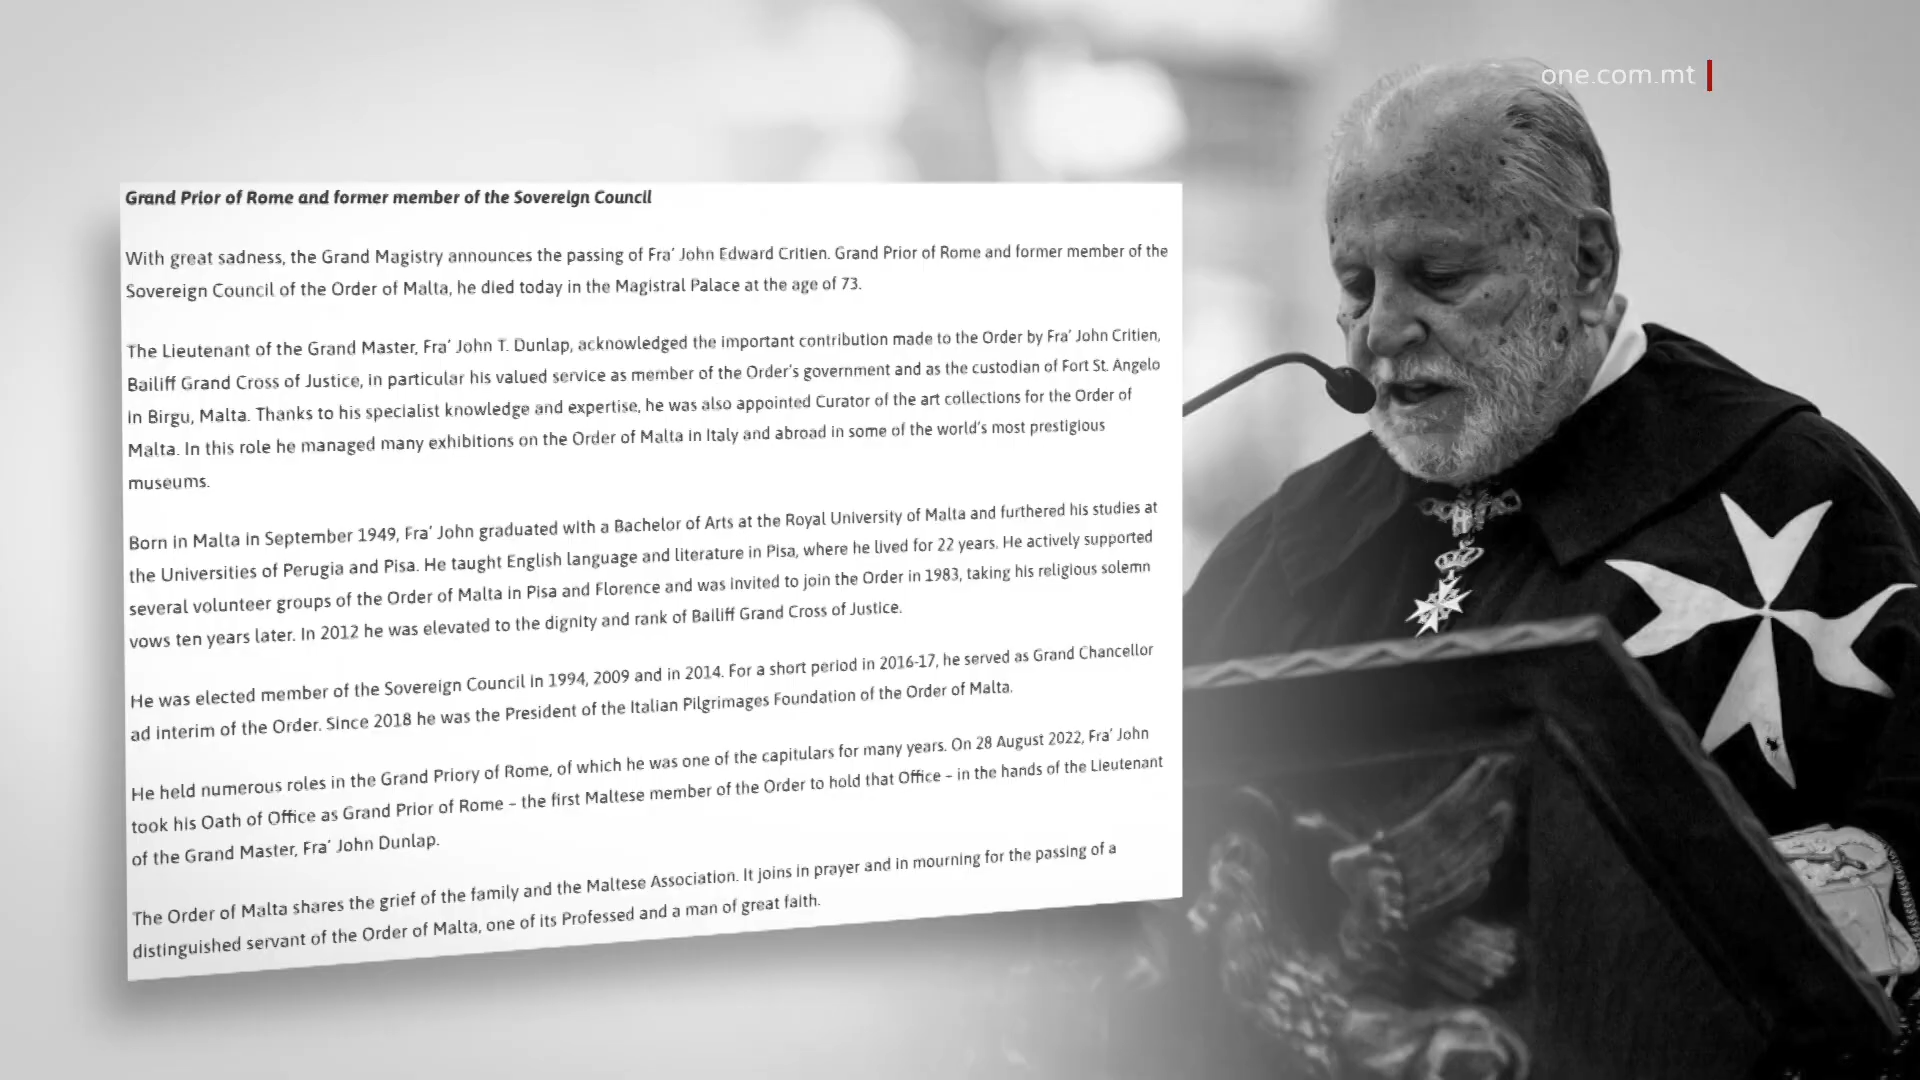 one.com.mt
Grand Prior of Rome and former member of the Sovereign Council
With great sadness, the Grand Magistry announces the passing of Fra' John Edward Critien. Grand Prior of Rome and former member of the
Sovereign Council of the Order of Malta, he died today in the Magistral Palace at the age of 73.
The Lieutenant of the Grand Master, Fra' John T. Dunlap, acknowledged the important contribution made to the Order by Fra' John Critien,
Bailiff Grand Cross of Justice, in particular his valued service as member of the Order's government and as the custodian of Fort St. Angelo
in Birgu, Malta. Thanks to his specialist knowledge and expertise, he was also appointed Curator of the art collections for the Order of
Malta. In this role he managed many exhibitions on the Order of Malta in Italy and abroad in some of the world's most prestigious
museums.
Born in Malta in September 1949, Fra' John graduated with a Bachelor of Arts at the Royal University of Malta and furthered his studies at
the Universities of Perugia and Pisa. He taught English language and literature in Pisa, where he lived for 22 years. He actively supported
several volunteer groups of the Order of Malta in Pisa and Florence and was invited to join the Order in 1983, taking his religious solemn
vows ten years later. In 2012 he was elevated to the dignity and rank of Bailiff Grand Cross of Justice.
He was elected member of the Sovereign Council in 1994, 2009 and in 2014. For a short period in 2016-17, he served as Grand Chancellor
ad interim of the Order. Since 2018 he was the President of the Italian Pilgrimages Foundation of the Order of Malta.
He held numerous roles in the Grand Priory of Rome, of which he was one of the capitulars for many years. On 28 August 2022, Fra' John
took his Oath of Office as Grand Prior of Rome – the first Maltese member of the Order to hold that Office – in the hands of the Lieutenant
of the Grand Master, Fra' John Dunlap.
The Order of Malta shares the grief of the family and the Maltese Association. It joins in prayer and in mourning for the passing of a
distinguished servant of the Order of Malta, one of its Professed and a man of great faith.